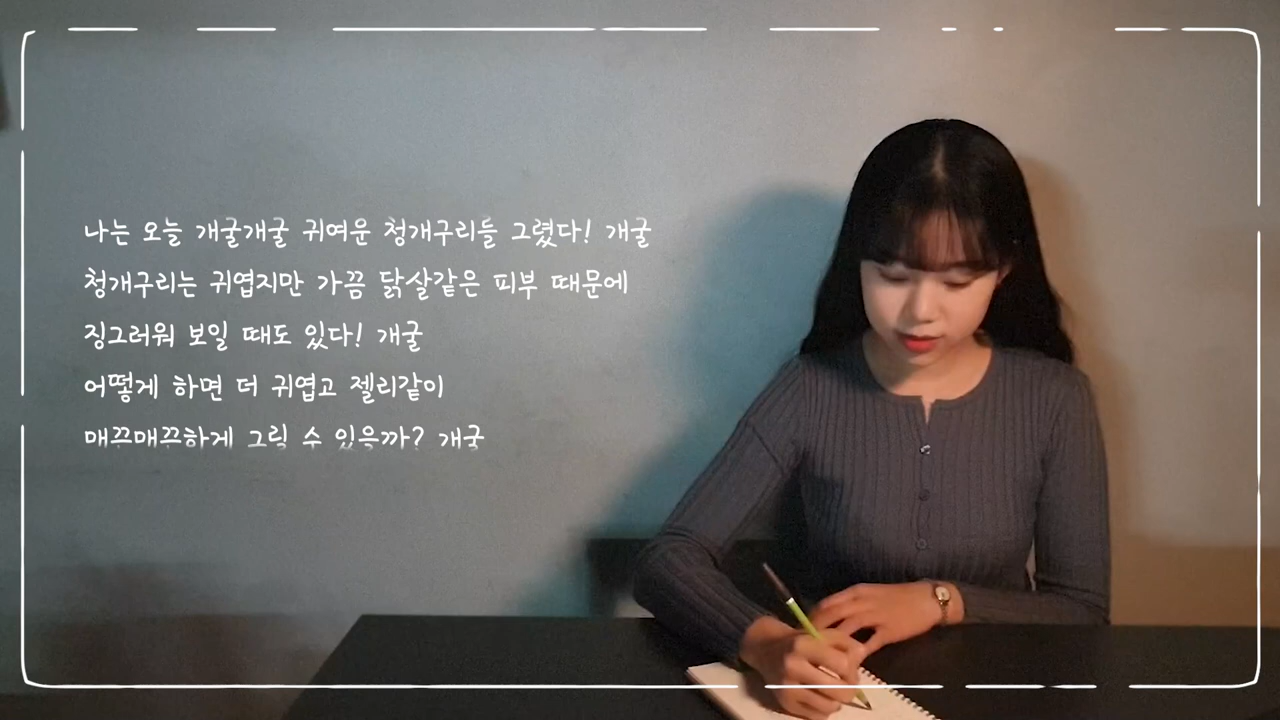 나는 오늘 개굴개굴 귀여운 청개구리들 그렸다! 개굴
청개구리는 귀엽지만 가끔 닭살같은 피부 때문에
징그러워 보일 때도 있다! 개굴
어떻게 하면 더 귀엽고 젤리같이
매끄매끄하게 그릴 수 있을까? 개굴